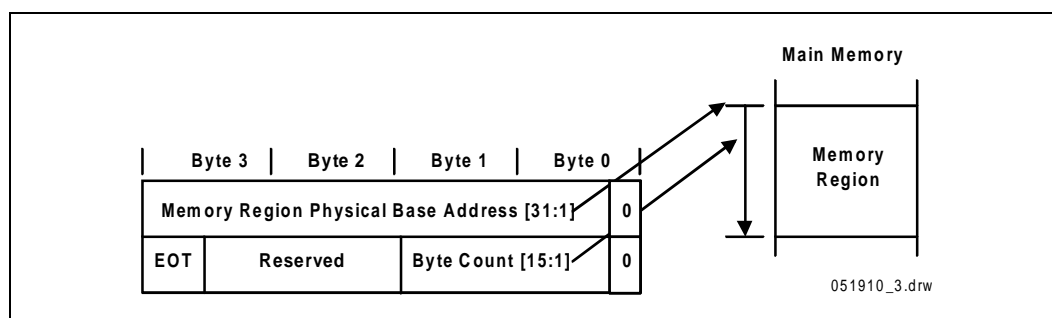 Main Memory
Byte 3 Byte 2 Byte 1 Byte 0
Memory
Region
Memory Region Physical Base Address [31:1] 0
EOT Reserved Byte Count [15:1] 0
051910_3.drw